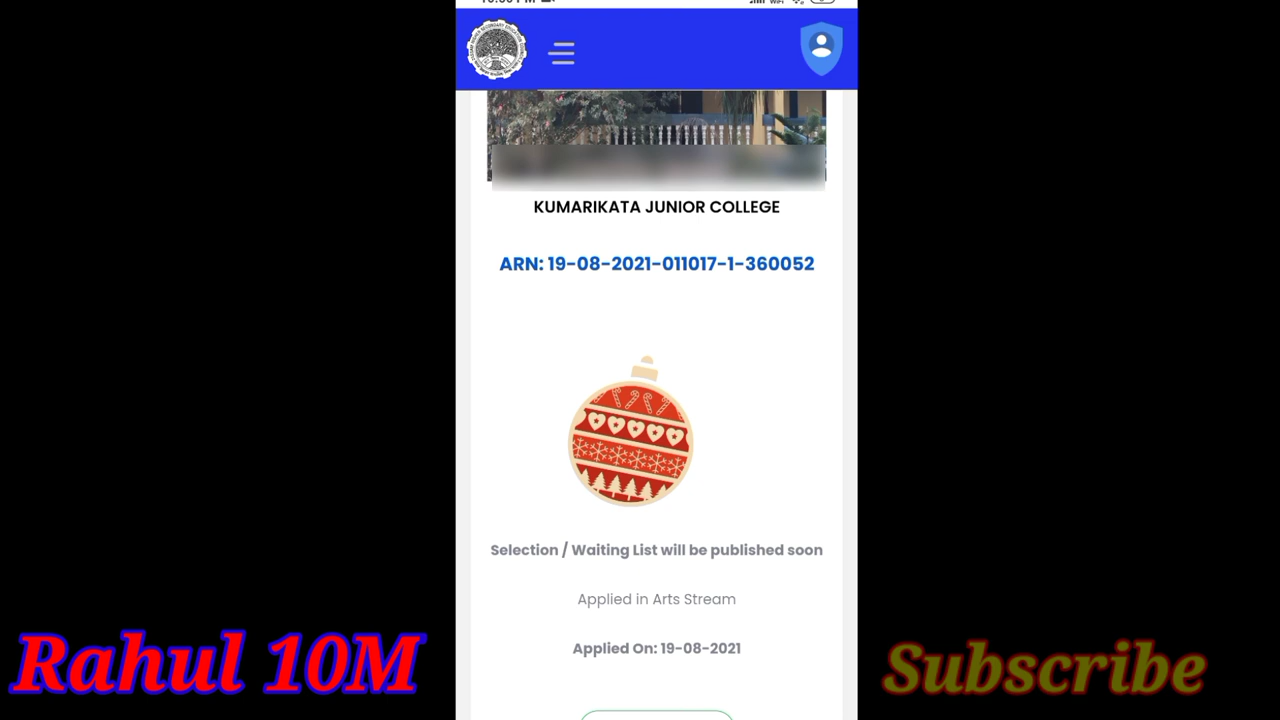 KUMARIKATA JUNIOR COLLEGE
ARN: 19-08-2021-011017-1-360052
Selection / Waiting List will be published soon
Applied in Arts Stream
Applied On: 19-08-2021
Rahul 10M
Subscribe